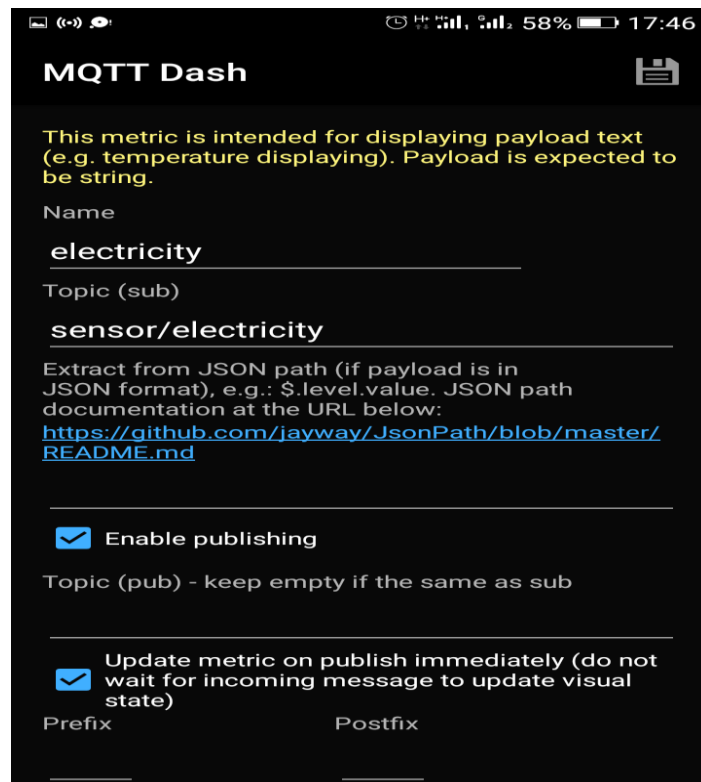 58% 17:46
MQTT Dash
This metric is intended for displaying payload text
(e.g. temperature displaying). Payload is expected to
be string.
Name
electricity
Topic (sub)
sensor/electricity
Extract from JSON path (if payload is in
JSON format), e.g.: $.level.value. JSON path
documentation at the URL below:
https://github.com/jayway/JsonPath/blob/master/
README.md
Enable publishing
Topic (pub) - keep empty if the same as sub
Update metric on publish immediately (do not
wait for incoming message to update visual
state)
Prefix Postfix